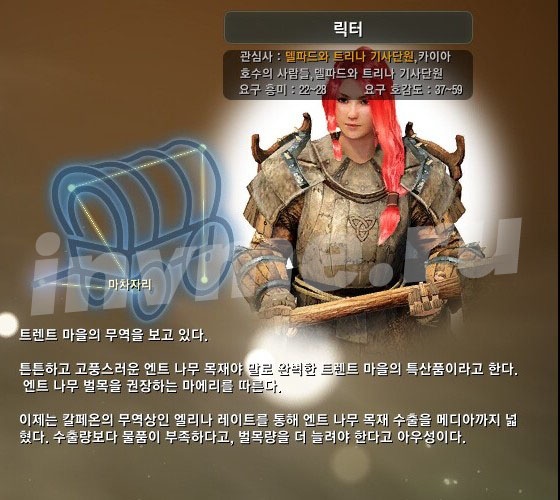 릭터
관심사 : 델파드와 트리나 기사단원,카이아
호수의 사람들,델파드와 트리나 기사단원
요구 흥미 : 22~28 요구 호감도 : 37~59
마차자리
inymo.ru
트렌트 마을의 무역을 보고 있다.
튼튼하고 고풍스러운 엔트 나무 목재야 말로 완벽한 트렌트 마을의 특산품이라고 한다.
엔트 나무 벌목을 권장하는 마에리를 따른다.
이제는 칼페온의 무역상인 엘리나 레이트를 통해 엔트 나무 목재 수출을 메디아까지 넓
혔다. 수출량보다 물품이 부족하다고, 벌목량을 더 늘려야 한다고 아우성이다.